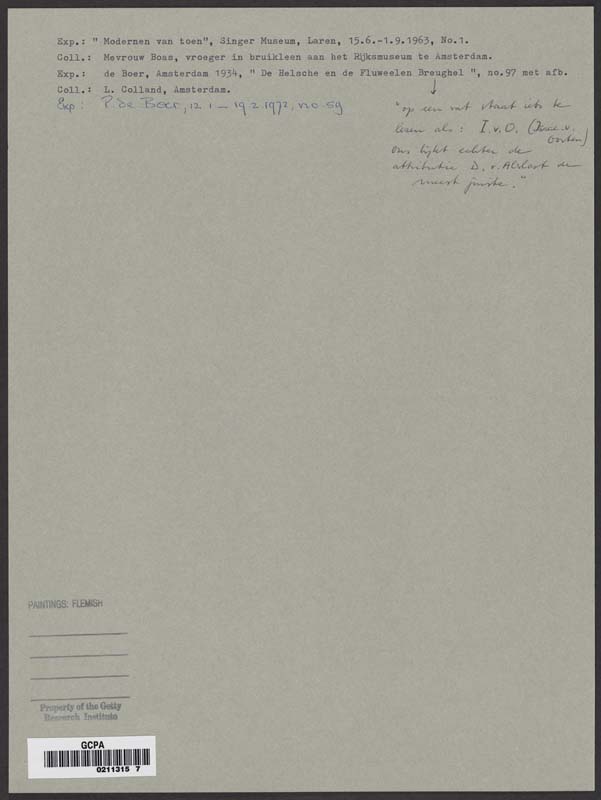 Exp.: " Modernen van toen", Singer Museum, Laren, 15.6.-1.9.1963, No.1.
Coll.: Mevrouw Boas, vroeger in bruikleen aan het Rijksmuseum te Amsterdam.
Exp.: de Boer, Amsterdam 1934, " De Helsche en de Fluweelen Breughel ", no.97 met afb.
Coll.: L. Colland, Amsterdam.
Exp: P. de Boer, 12.1 - 19.2.1972, no 59
"op een vat staat iets te
lezen als: I.v.O. (Isaac v. Oosten)
Ons lijkt echter de
attributie D. v. Alsloot de
meest juiste."
PAINTINGS: FLEMISH
Property of the Getty
Research Institute
GCPA
0211315 7